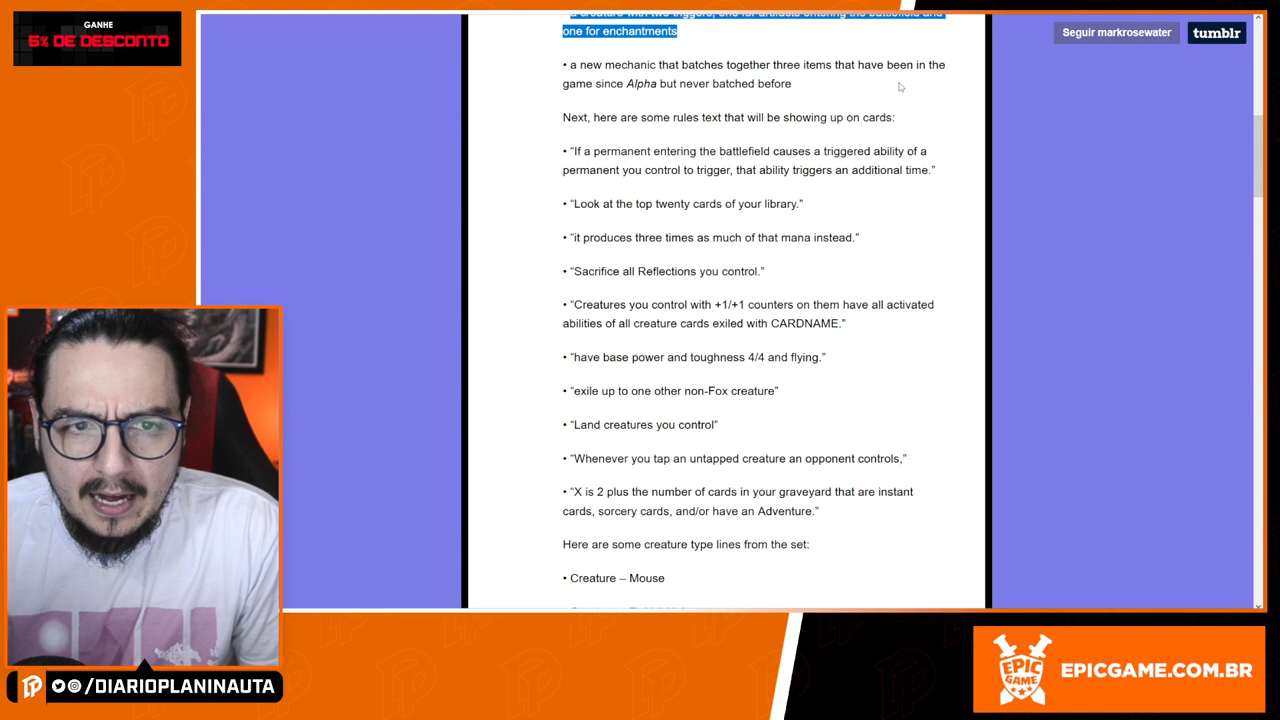 GANHE
5% DE DESCONTO
a creature with two triggers, one for artifacts entering the battlefield and
one for enchantments
Seguir markrosewater
tumblr
• a new mechanic that batches together three items that have been in the
game since Alpha but never batched before
Next, here are some rules text that will be showing up on cards:
• “If a permanent entering the battlefield causes a triggered ability of a
permanent you control to trigger, that ability triggers an additional time.”
• “Look at the top twenty cards of your library.”
• “it produces three times as much of that mana instead.”
• “Sacrifice all Reflections you control.”
• “Creatures you control with +1/+1 counters on them have all activated
abilities of all creature cards exiled with CARDNAME.”
• “have base power and toughness 4/4 and flying.”
• “exile up to one other non-Fox creature”
• “Land creatures you control”
• “Whenever you tap an untapped creature an opponent controls,”
• “X is 2 plus the number of cards in your graveyard that are instant
cards, sorcery cards, and/or have an Adventure.”
Here are some creature type lines from the set:
• Creature – Mouse
/DIARIOPLANINAUTA
EPIC
GAME
EPICGAME.COM.BR